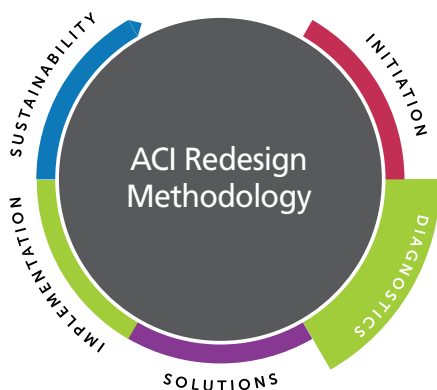 ACI Redesign
Methodology
INITIATION
DIAGNOSTICS
SOLUTIONS
IMPLEMENTATION
SUSTAINABILITY